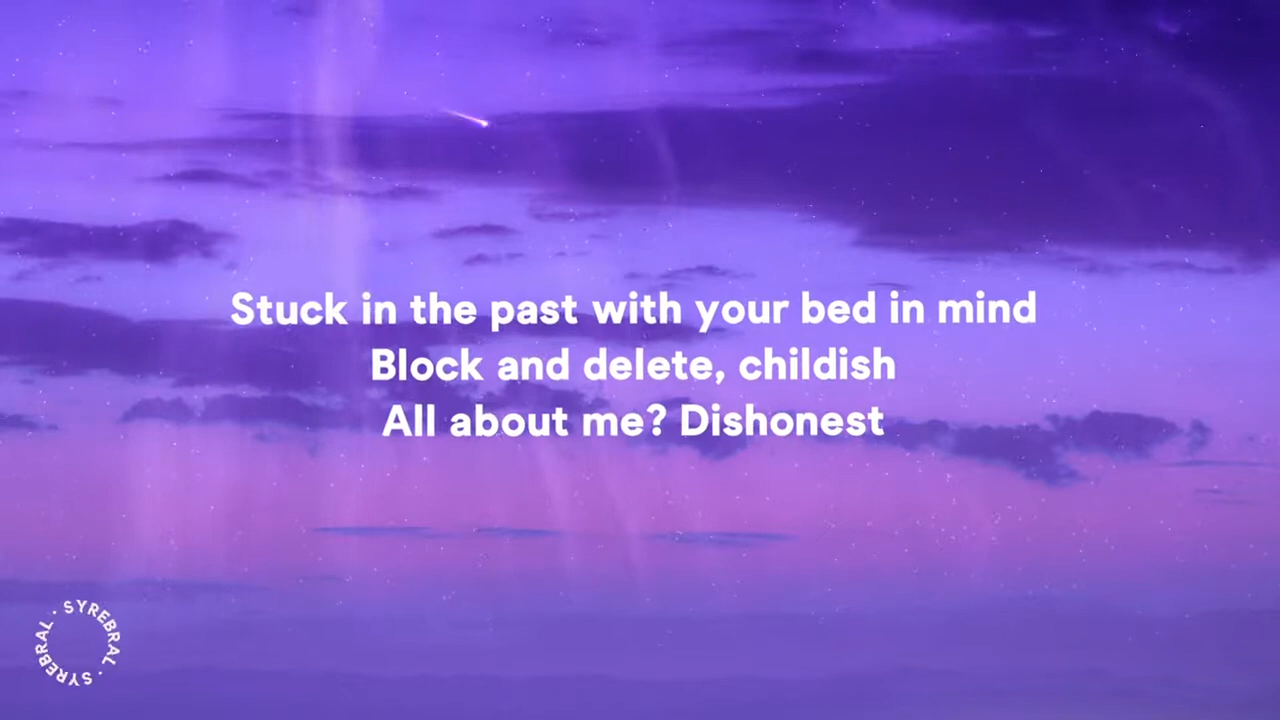 Stuck in the past with your bed in mind
Block and delete, childish
All about me? Dishonest
SYREBRAL · SYREBRAL ·